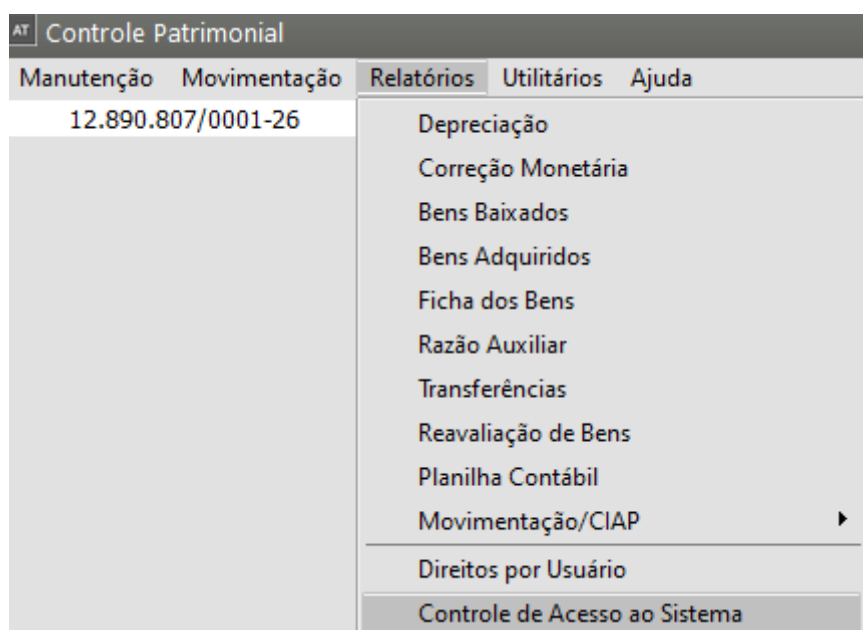 AT Controle Patrimonial
Manutenção Movimentação Relatórios Utilitários Ajuda
12.890.807/0001-26
Depreciação
Correção Monetária
Bens Baixados
Bens Adquiridos
Ficha dos Bens
Razão Auxiliar
Transferências
Reavaliação de Bens
Planilha Contábil
Movimentação/CIAP
Direitos por Usuário
Controle de Acesso ao Sistema